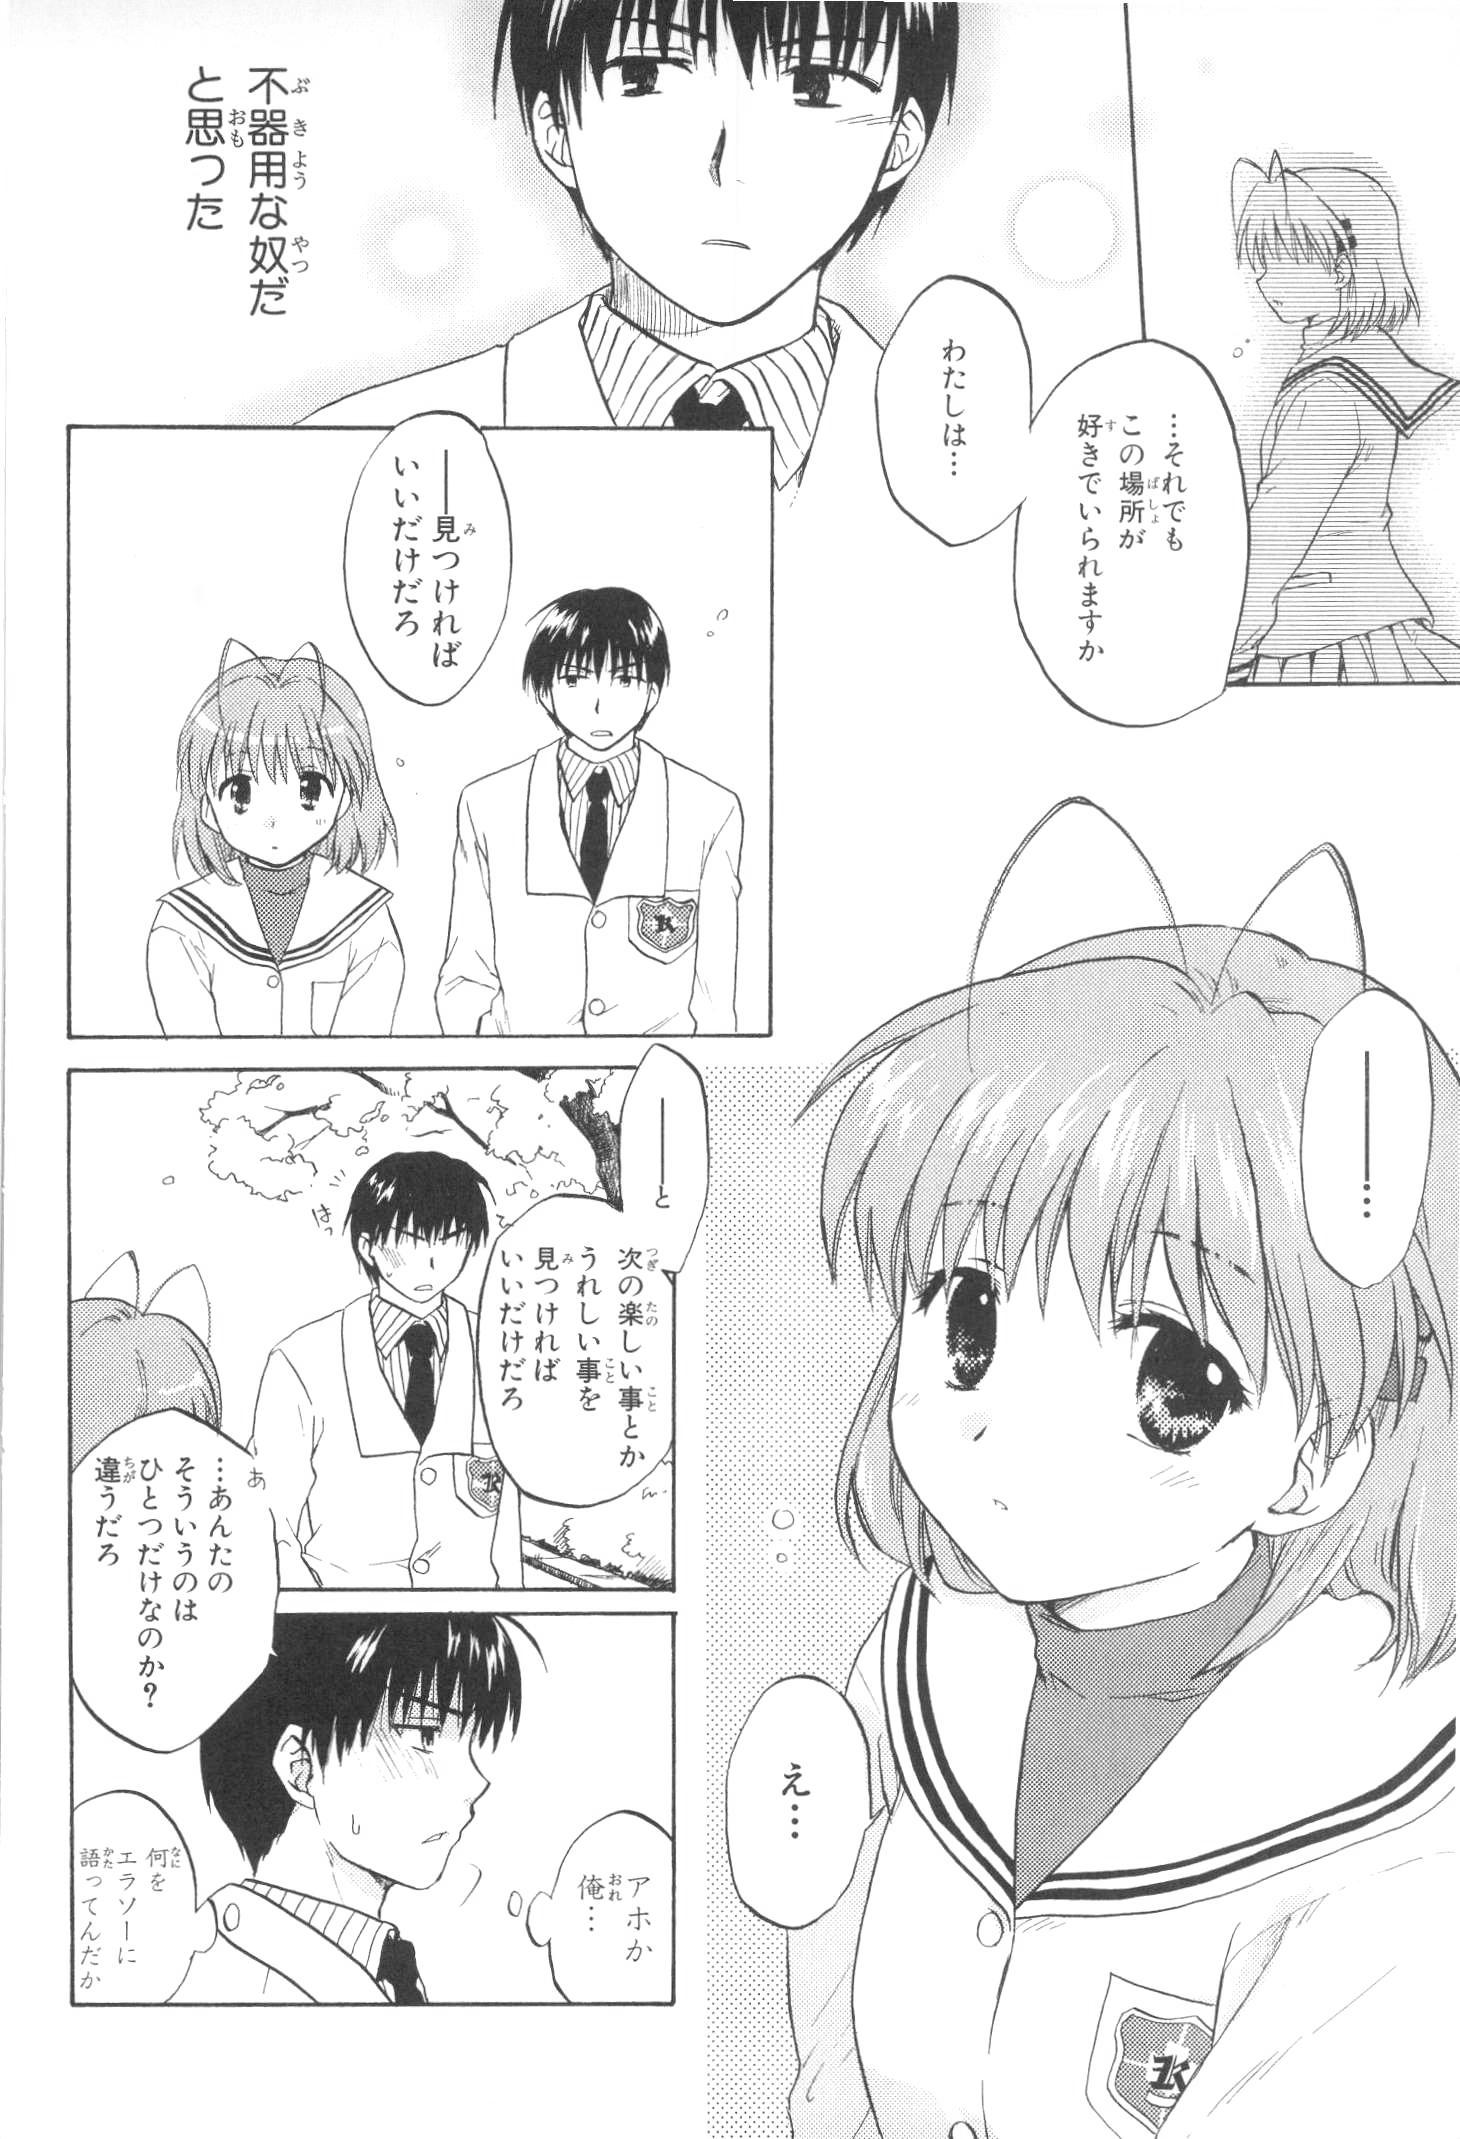 …それでも
この場所が
好きでいられますか
わたしは…
不器用な奴だ
と思った
――見つければ
いいだけだろ
――…
え…
――と
次の楽しい事とか
うれしい事を
見つければ
いいだけだろ
はっ
あ
…あんたの
そういうのは
ひとつだけなのか?
違うだろ
アホか
俺…
何を
エラソーに
語ってんだか